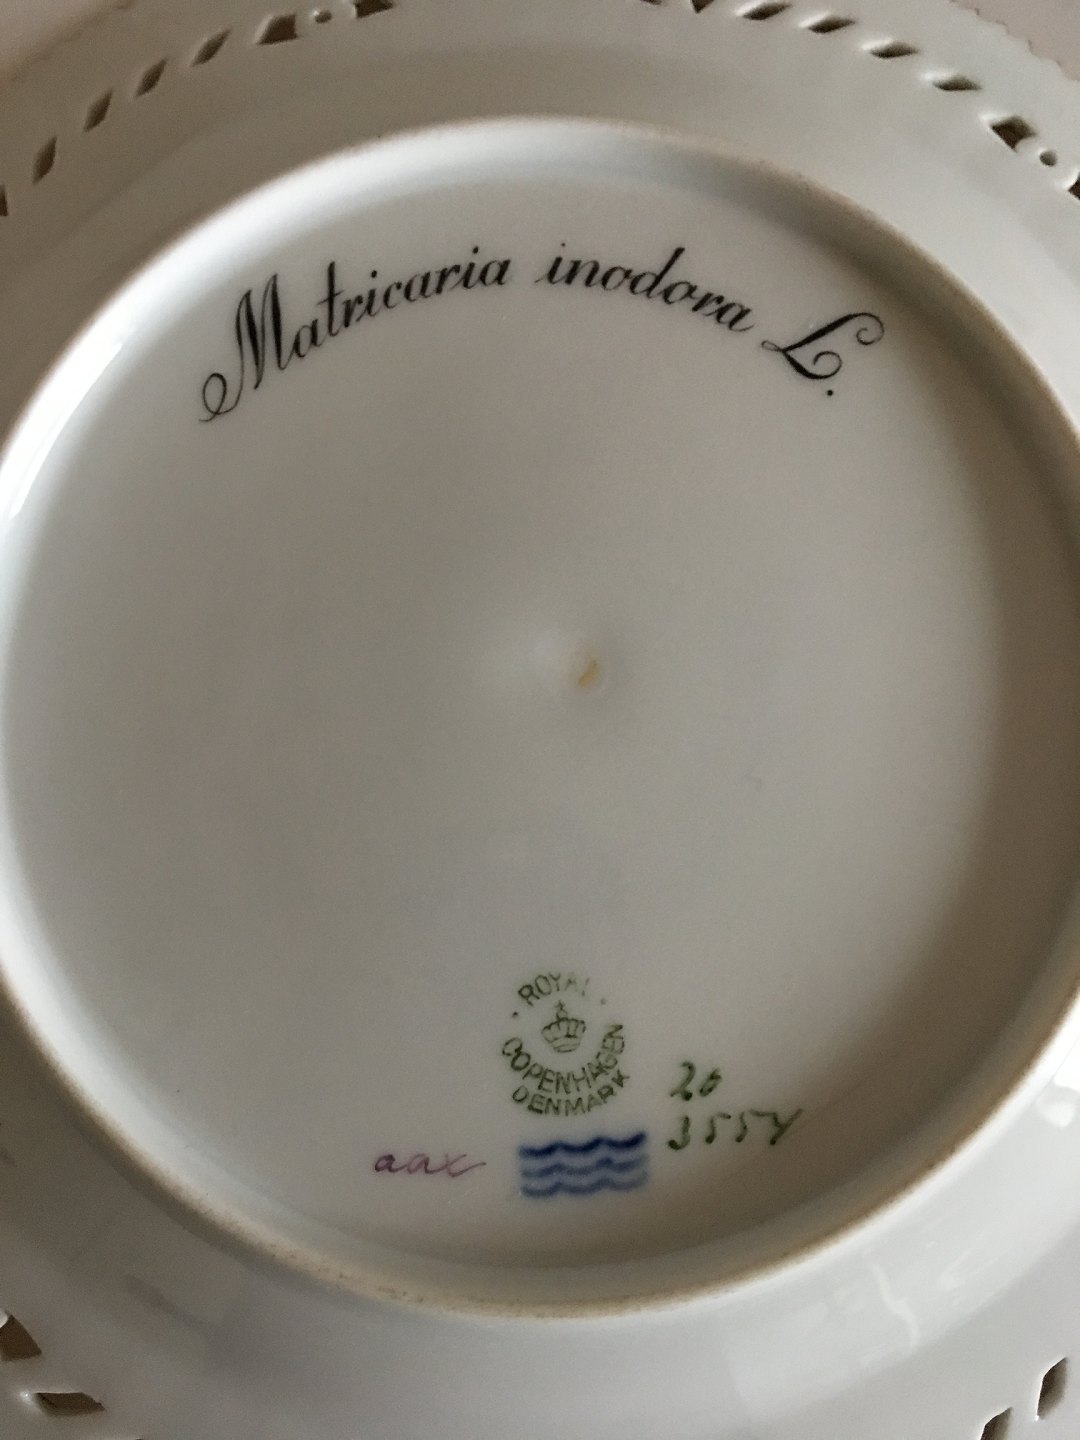 Matricaria inodora L.
ROYAL
COPENHAGEN
DENMARK
20
3554
aax